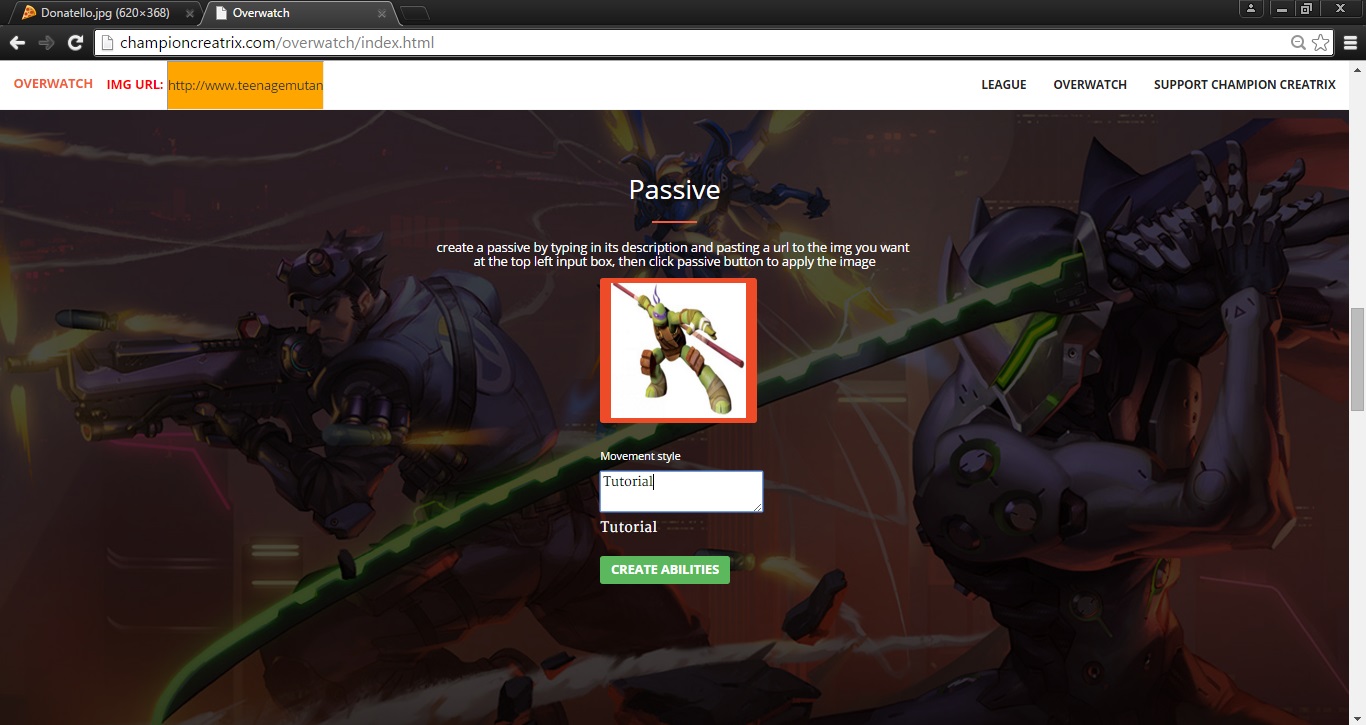 Donatello.jpg (620×368)
Overwatch
championcreatrix.com/overwatch/index.html
OVERWATCH IMG URL: http://www.teenagemutan LEAGUE OVERWATCH SUPPORT CHAMPION CREATRIX
Passive
create a passive by typing in its description and pasting a url to the img you want
at the top left input box, then click passive button to apply the image
Movement style
Tutorial
Tutorial
CREATE ABILITIES